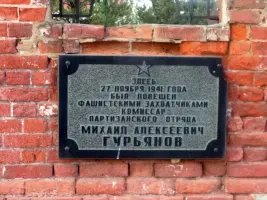 ЗДЕСЬ
27 НОЯБРЯ 1941 ГОДА
БЫЛ ПОВЕШЕН
ФАШИСТСКИМИ ЗАХВАТЧИКАМИ
КОМИССАР
ПАРТИЗАНСКОГО ОТРЯДА
МИХАИЛ АЛЕКСЕЕВИЧ
ГУРЬЯНОВ